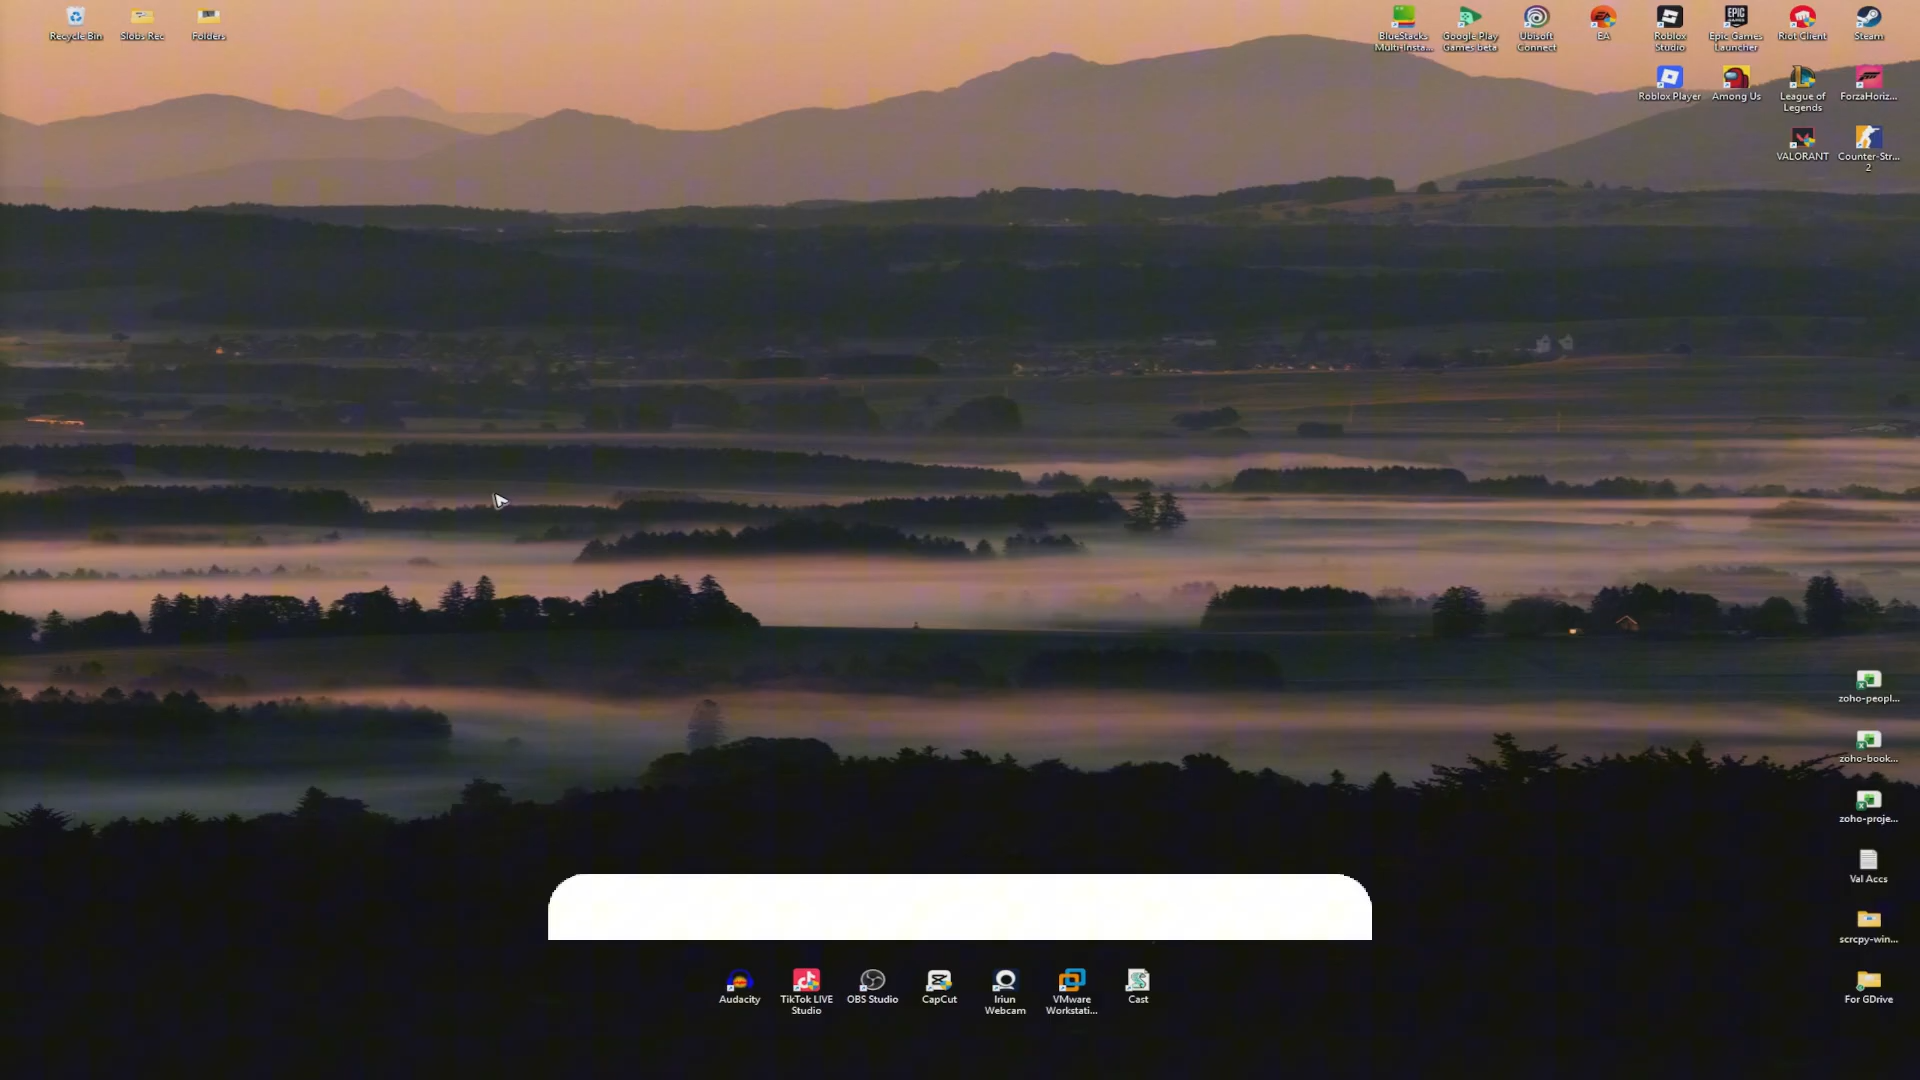 Recycle Bin
Slobs Rec
Folders
BlueStacks
Multi-Insta...
Google Play
Games beta
Ubisoft
Connect
EA
Roblox
Studio
EPIC
GAMES
Epic Games
Launcher
Riot Client
Steam
Roblox Player
Among Us
League of
Legends
ForzaHoriz...
VALORANT
Counter-Str...
2
zoho-peopl...
zoho-book...
zoho-proje...
Val Accs
scrcpy-win...
For GDrive
Audacity
TikTok LIVE
Studio
OBS Studio
CapCut
Iriun
Webcam
VMware
Workstati...
Cast